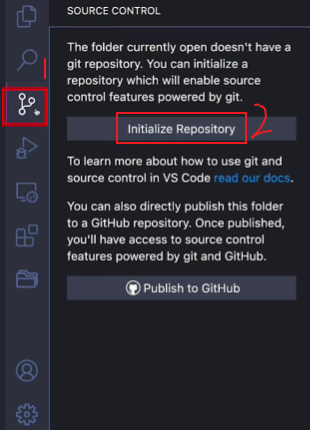 SOURCE CONTROL
The folder currently open doesn't have a
git repository. You can initialize a
repository which will enable source
control features powered by git.
1
Initialize Repository
2
To learn more about how to use git and
source control in VS Code read our docs.
You can also directly publish this folder
to a GitHub repository. Once published,
you'll have access to source control
features powered by git and GitHub.
Publish to GitHub